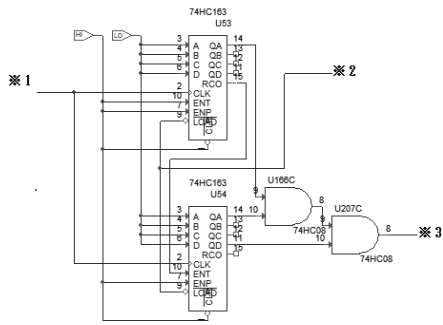 74HC163
U53
HI LO
3 A QA 14
4 B QB 13
5 C QC 12
6 D QD 11
RCO 15
※1
※2
2 CLK
10 ENT
7 ENP
9 LOAD
74HC163
U54
3 A QA 14
4 B QB 13
5 C QC 12
6 D QD 11
RCO 15
2 CLK
10 ENT
7 ENP
9 LOAD
U166C
9
10
8
74HC08
U207C
9
10
8
74HC08
※3